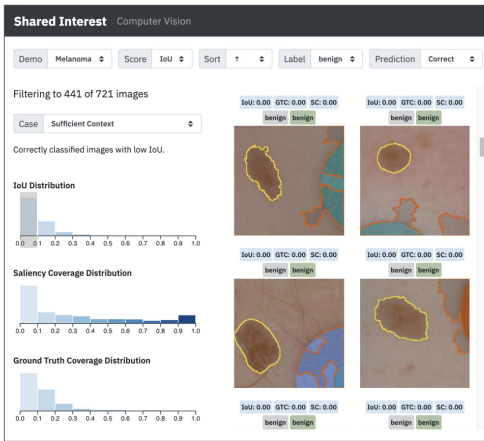 Shared Interest Computer Vision
Demo Melanoma Score IoU Sort ↑ Label benign Prediction Correct
Filtering to 441 of 721 images
Case Sufficient Context
Correctly classified images with low IoU.
IoU Distribution
0.0 0.1 0.2 0.3 0.4 0.5 0.6 0.7 0.8 0.9 1.0
Saliency Coverage Distribution
0.0 0.1 0.2 0.3 0.4 0.5 0.6 0.7 0.8 0.9 1.0
Ground Truth Coverage Distribution
0.0 0.1 0.2 0.3 0.4 0.5 0.6 0.7 0.8 0.9 1.0
IoU: 0.00 GTC: 0.00 SC: 0.00 IoU: 0.00 GTC: 0.00 SC: 0.00
benign benign benign benign
IoU: 0.00 GTC: 0.00 SC: 0.00 IoU: 0.00 GTC: 0.00 SC: 0.00
benign benign benign benign
IoU: 0.00 GTC: 0.00 SC: 0.00 IoU: 0.00 GTC: 0.00 SC: 0.00
benign benign benign benign